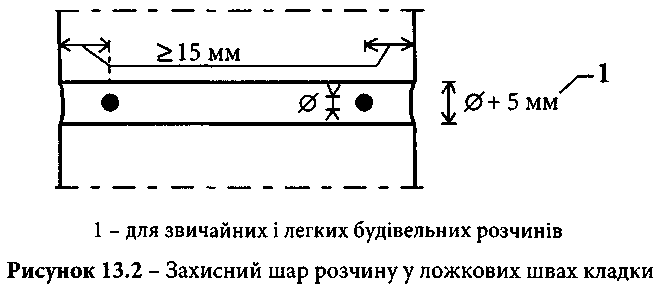 ≥15 мм
1
∅
∅ + 5 мм
1 – для звичайних і легких будівельних розчинів
Рисунок 13.2 – Захисний шар розчину у ложкових швах кладки